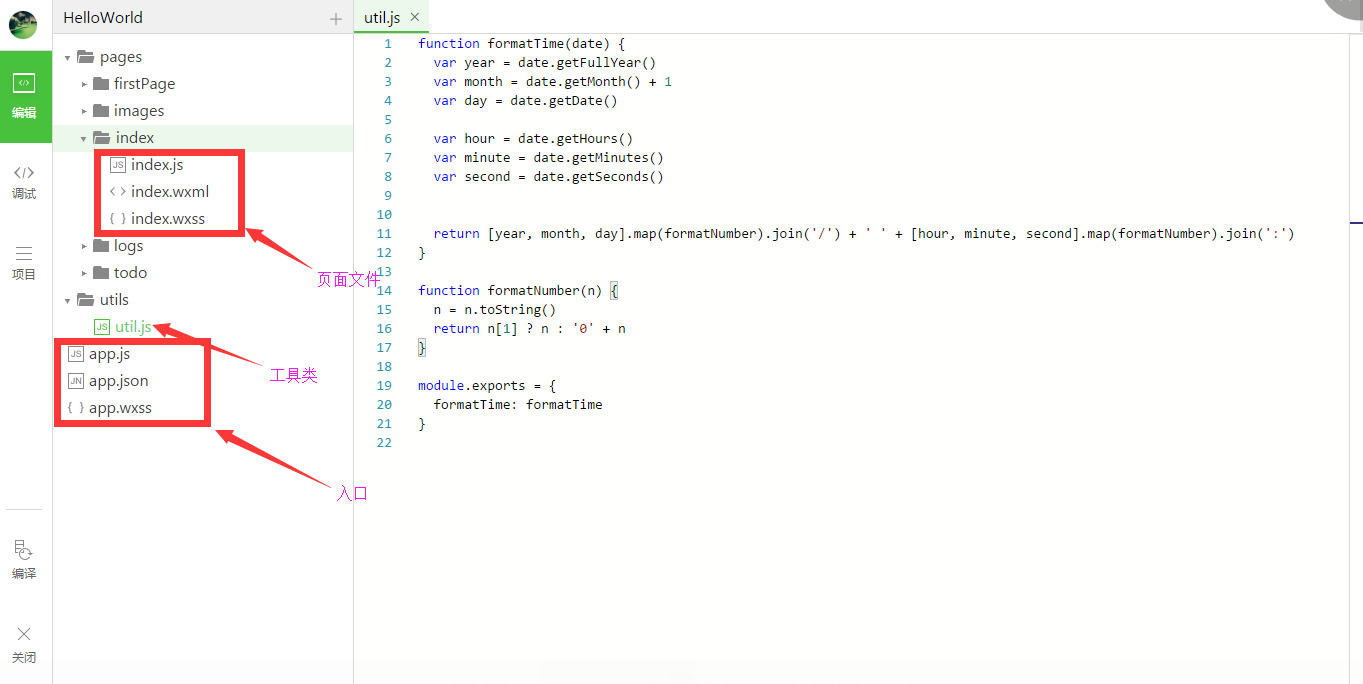 HelloWorld
util.js
编辑
调试
项目
编译
关闭
pages
firstPage
images
index
JS index.js
<> index.wxml
{ } index.wxss
logs
todo
utils
JS util.js
JS app.js
JN app.json
{ } app.wxss
页面文件
工具类
入口
1 function formatTime(date) {
2 var year = date.getFullYear()
3 var month = date.getMonth() + 1
4 var day = date.getDate()
5
6 var hour = date.getHours()
7 var minute = date.getMinutes()
8 var second = date.getSeconds()
9
10
11 return [year, month, day].map(formatNumber).join('/') + ' ' + [hour, minute, second].map(formatNumber).join(':')
12 }
13
14 function formatNumber(n) {
15 n = n.toString()
16 return n[1] ? n : '0' + n
17 }
18
19 module.exports = {
20 formatTime: formatTime
21 }
22